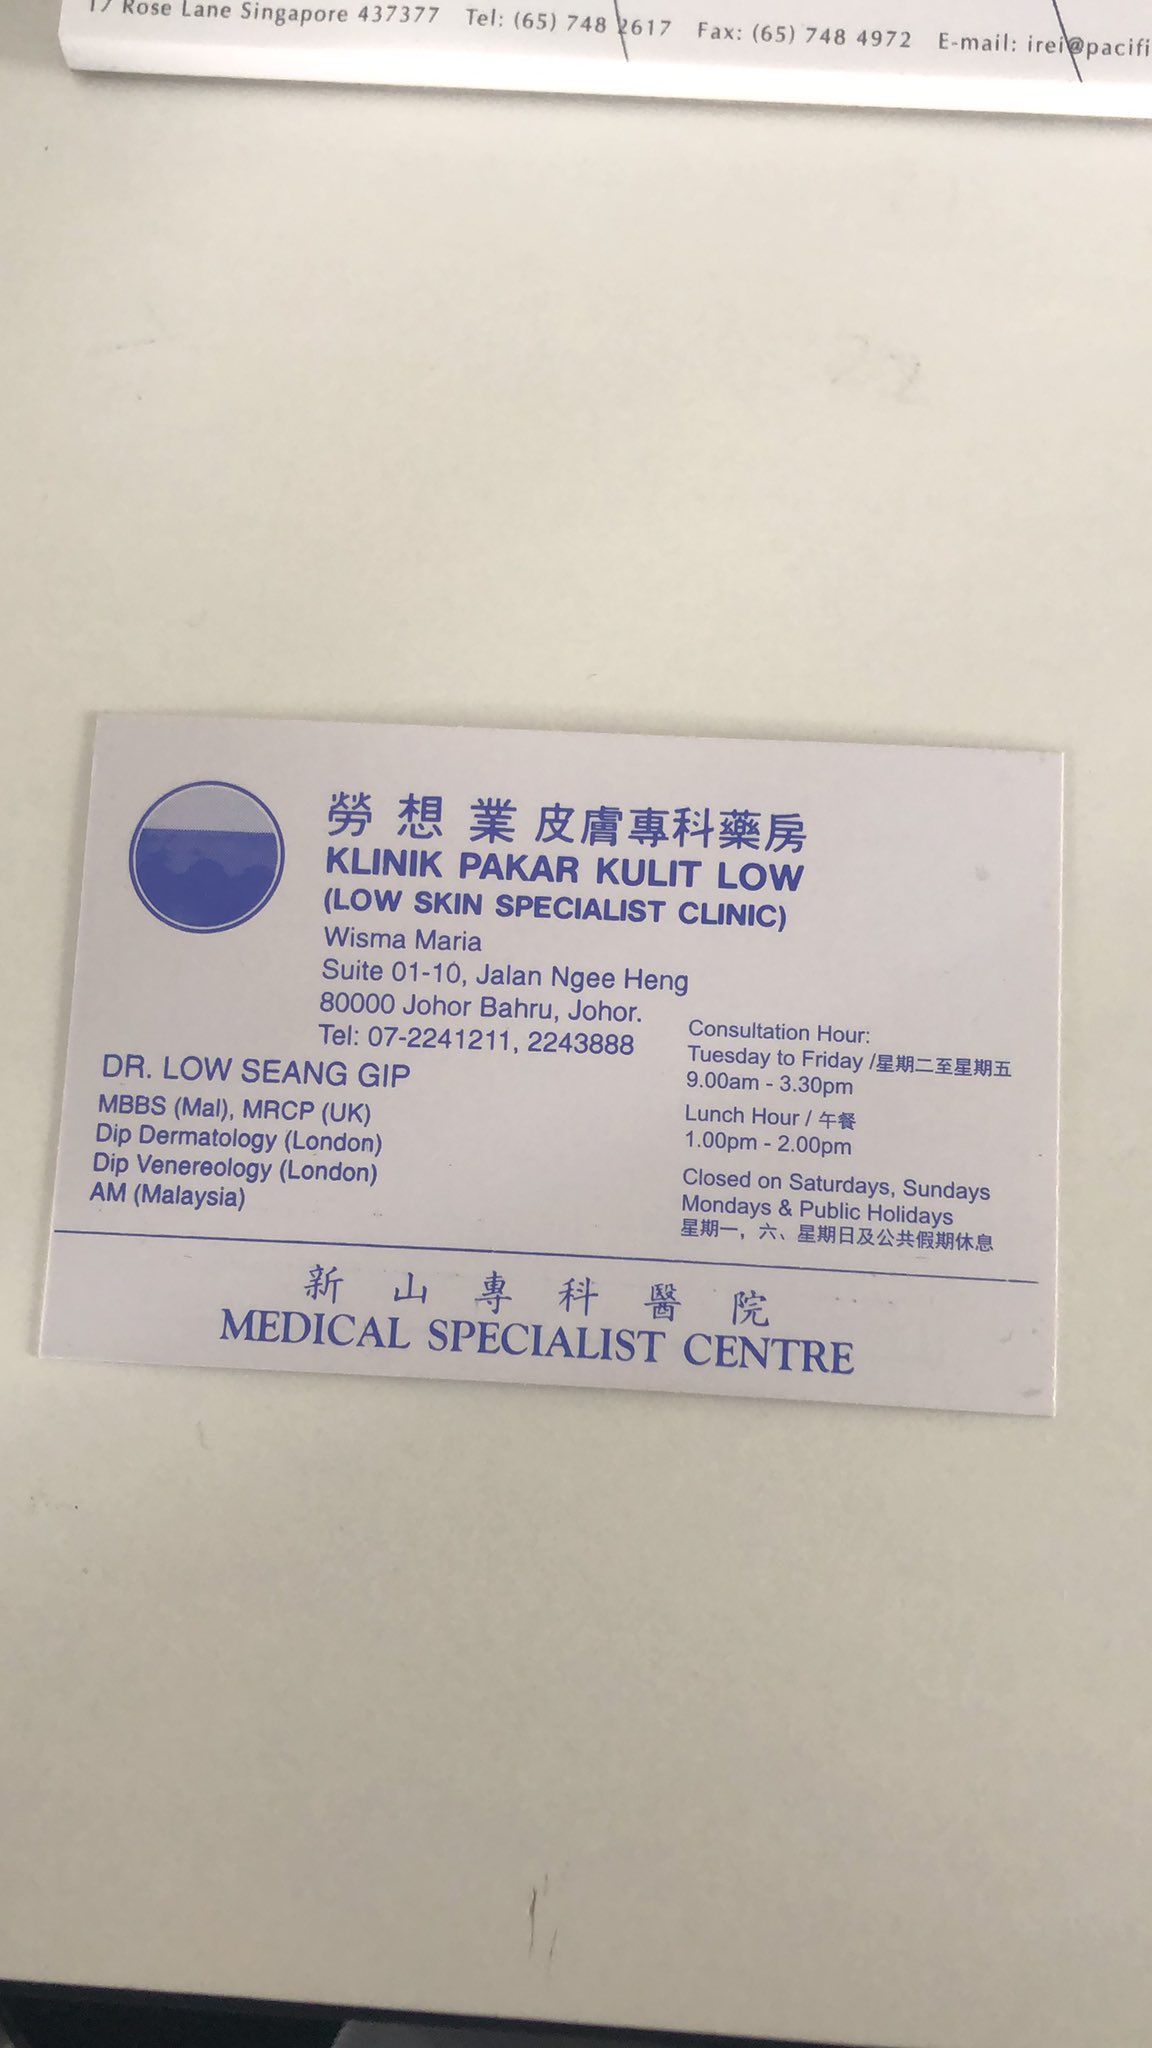 17 Rose Lane Singapore 437377 Tel: (65) 748 2617 Fax: (65) 748 4972 E-mail: irei@pacifi
勞想業皮膚專科藥房
KLINIK PAKAR KULIT LOW
(LOW SKIN SPECIALIST CLINIC)
Wisma Maria
Suite 01-10, Jalan Ngee Heng
80000 Johor Bahru, Johor.
Tel: 07-2241211, 2243888
DR. LOW SEANG GIP
MBBS (Mal), MRCP (UK)
Dip Dermatology (London)
Dip Venereology (London)
AM (Malaysia)
Consultation Hour:
Tuesday to Friday /星期二至星期五
9.00am - 3.30pm
Lunch Hour / 午餐
1.00pm - 2.00pm
Closed on Saturdays, Sundays
Mondays & Public Holidays
星期一，六、星期日及公共假期休息
新山專科醫院
MEDICAL SPECIALIST CENTRE